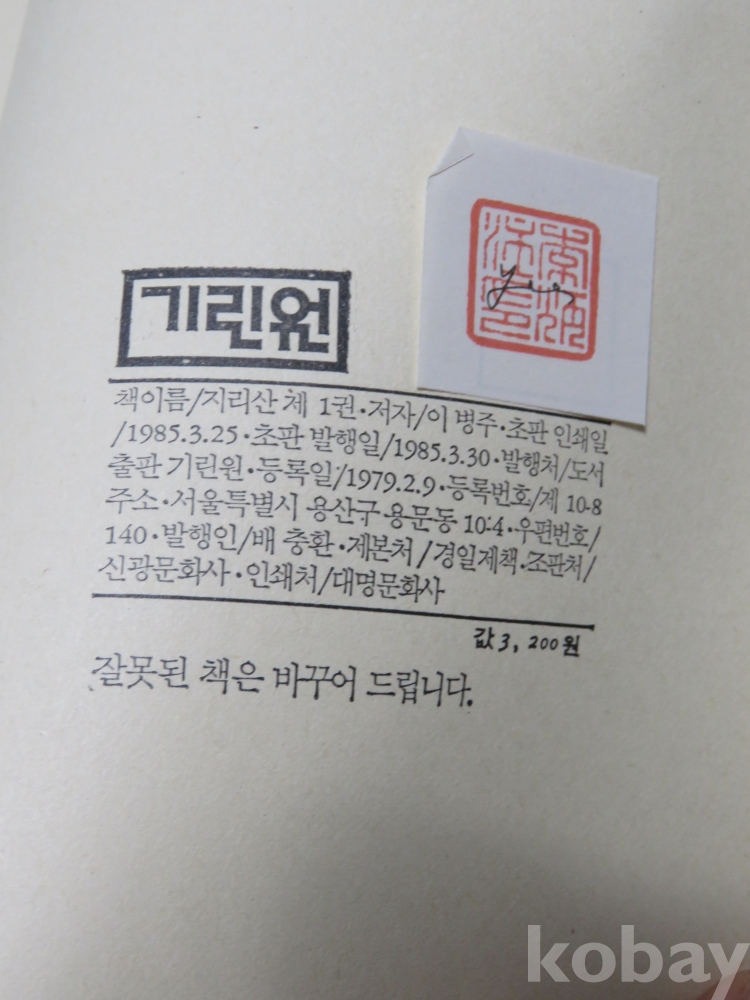 기린원
책이름/지리산 제 1권·저자/이 병주·초판 인쇄일
/1985.3.25·초판 발행일/1985.3.30·발행처/도서
출판 기린원·등록일/1979.2.9·등록번호/제 10-8
주소·서울특별시 용산구 용문동 10:4·우편번호/
140·발행인/배 충환·제본처/경일제책·조판처/
신광문화사·인쇄처/대명문화사
값 3, 200원
잘못된 책은 바꾸어 드립니다.
kobay